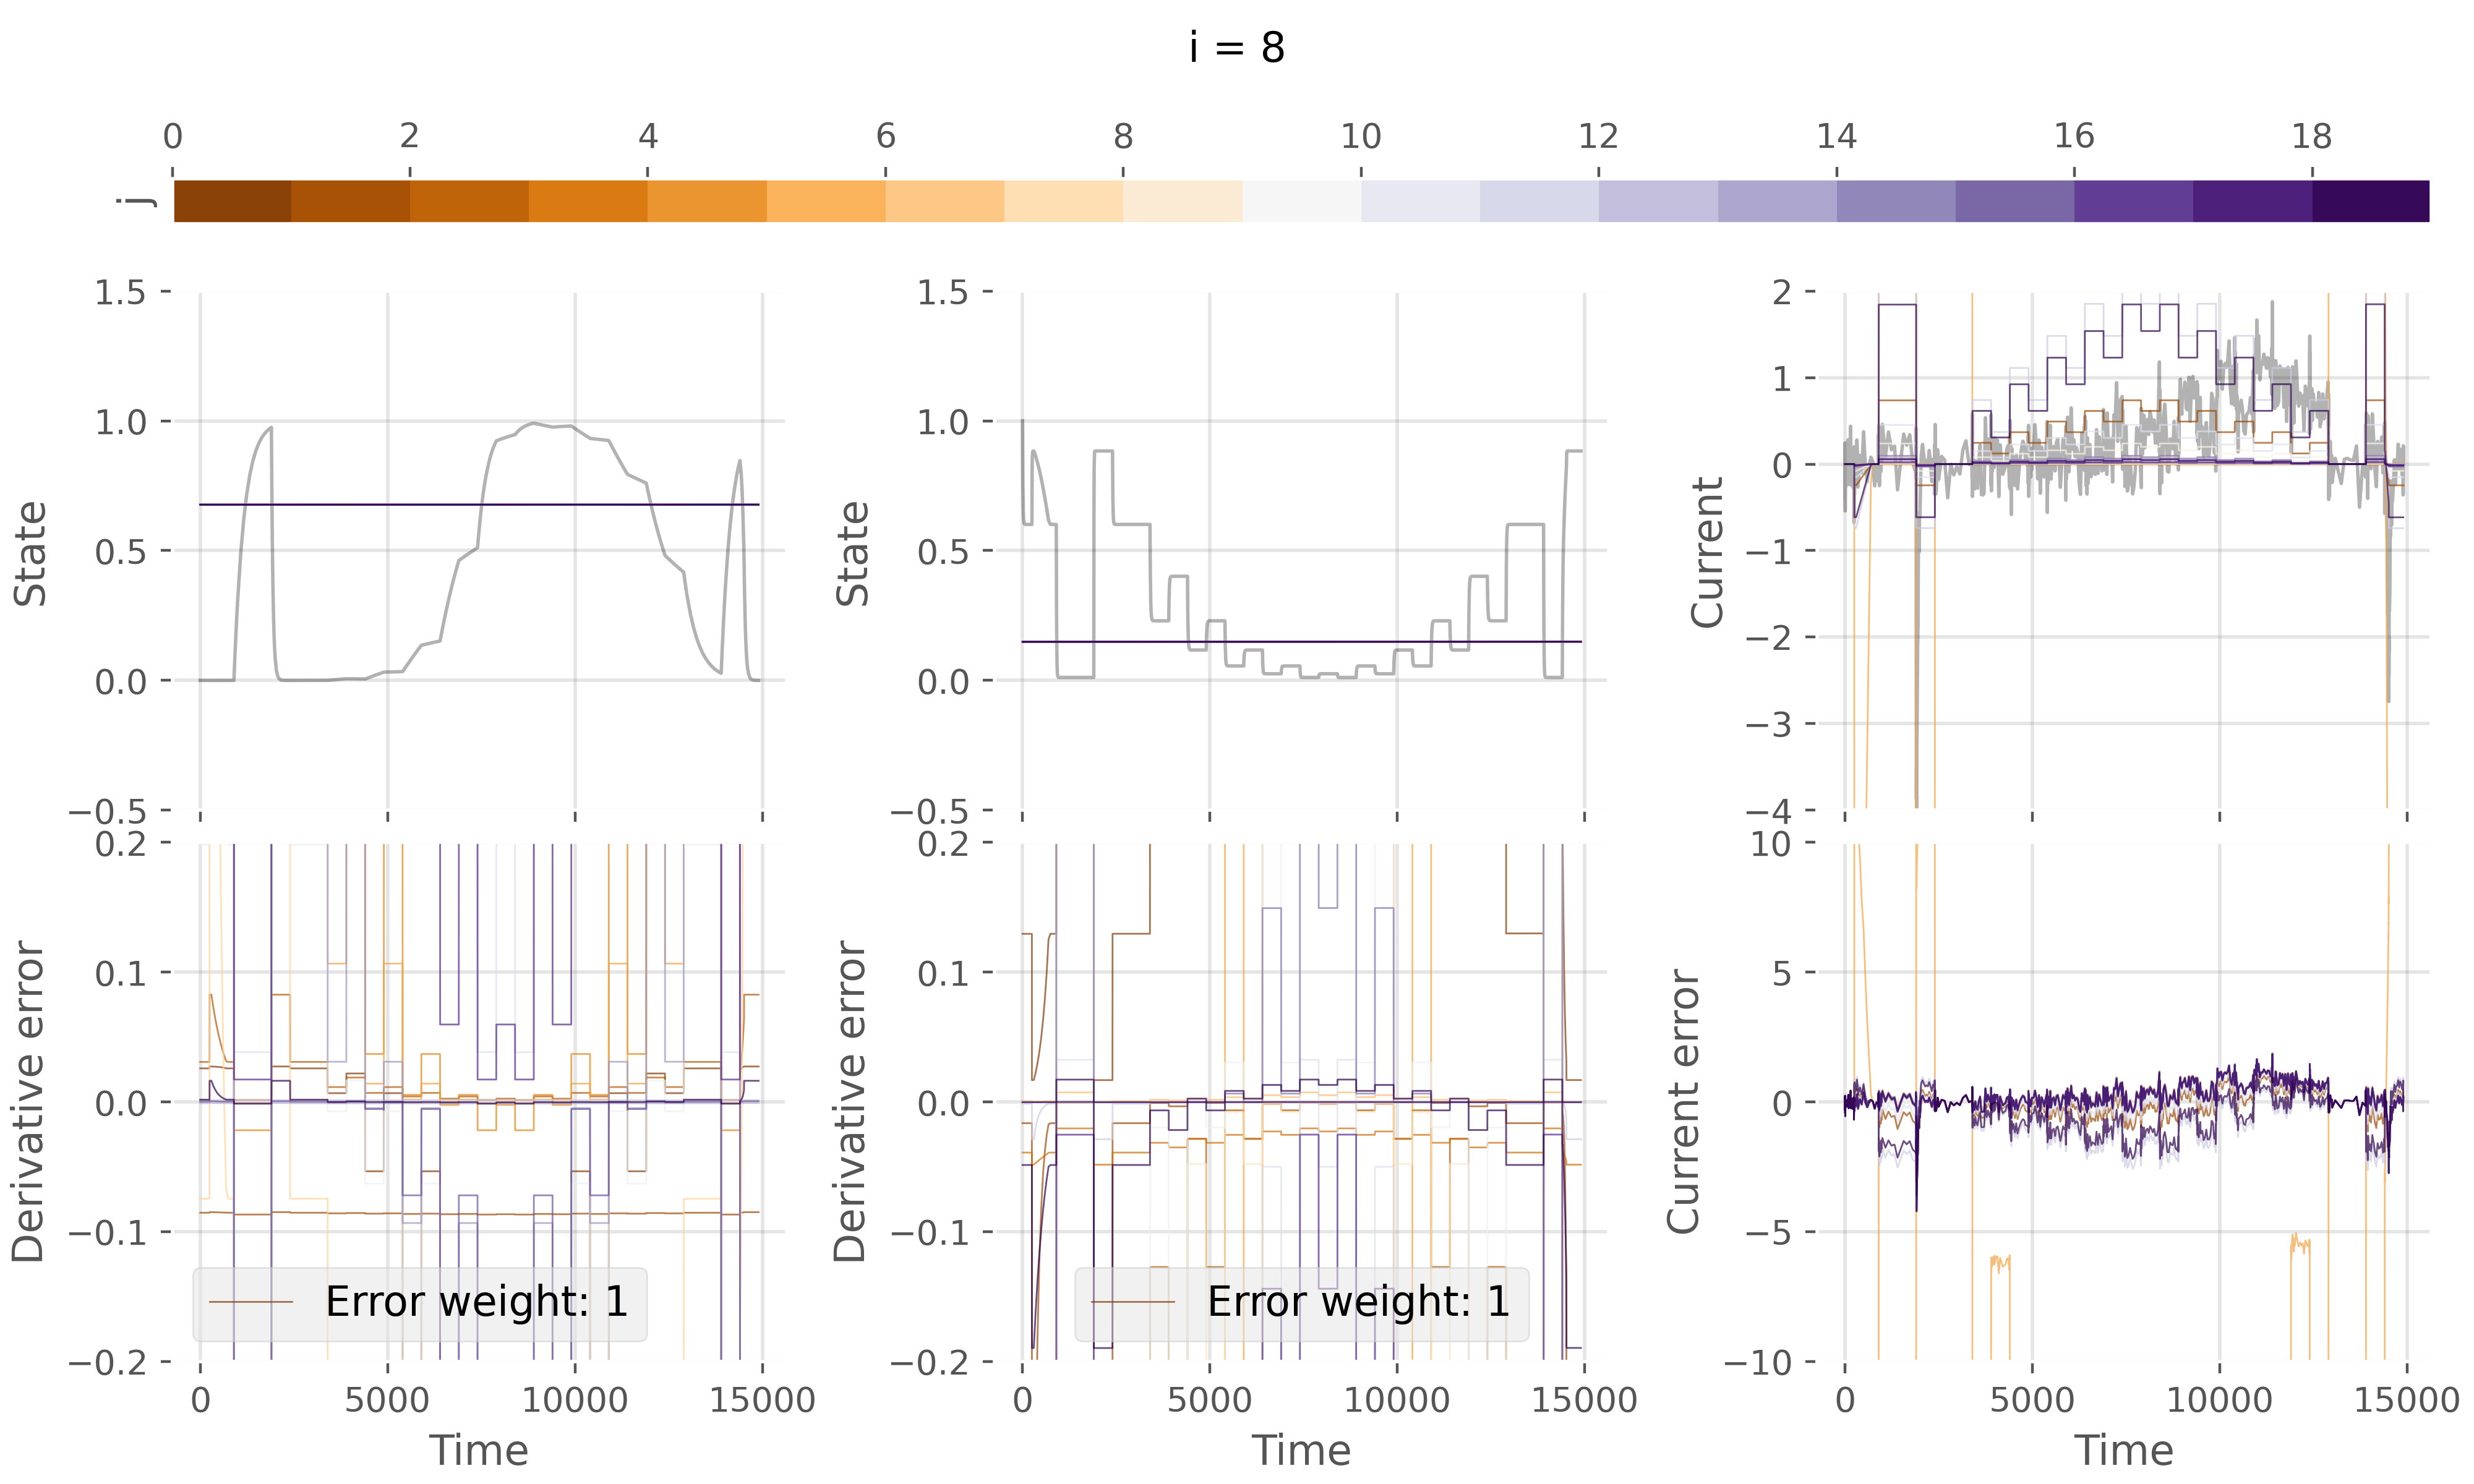 i = 8
0 2 4 6 8 10 12 14 16 18
j
1.5 1.5 2
1.0 1.0 1
0.5 0.5 0
0.0 0.0 −1
−0.5 −0.5 −2
−3
−4
State State Current
0.2 0.2 10
0.1 0.1 5
0.0 0.0 0
−0.1 −0.1 −5
−0.2 −0.2 −10
Derivative error Derivative error Current error
Error weight: 1 Error weight: 1
0 5000 10000 15000 0 5000 10000 15000 0 5000 10000 15000
Time Time Time